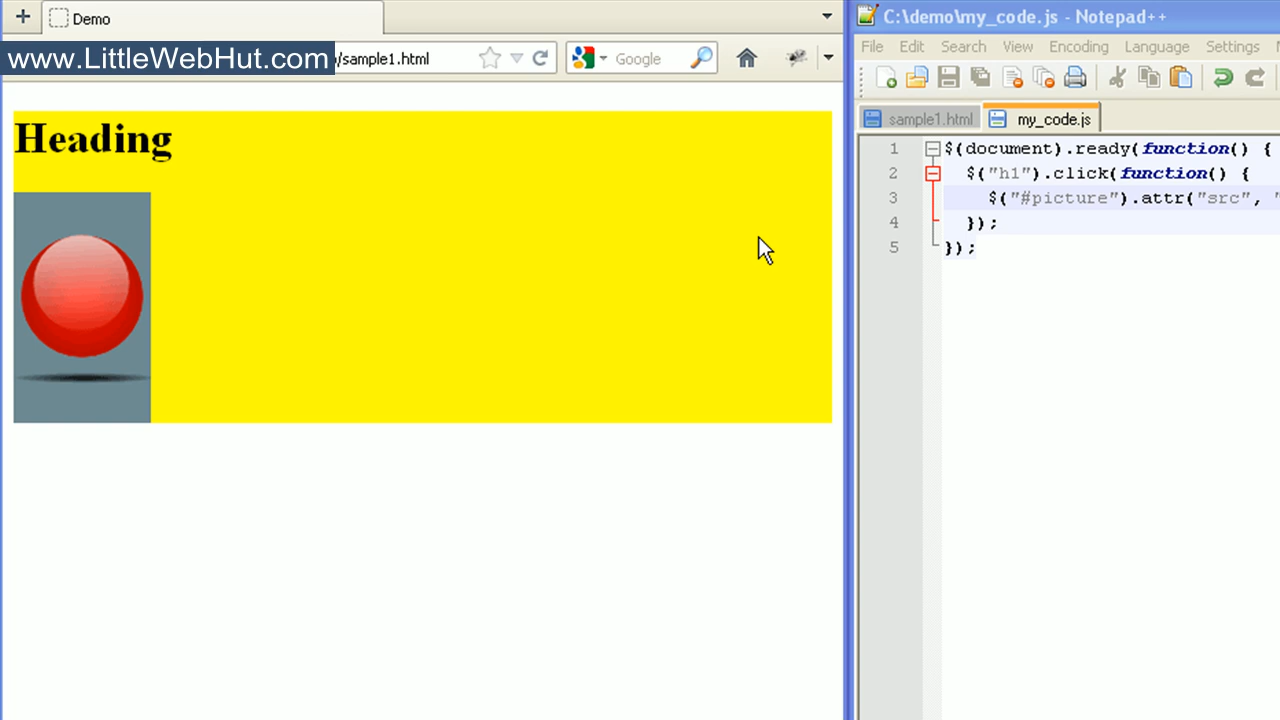 Demo
C:\demo\my_code.js - Notepad++
www.LittleWebHut.com
/sample1.html
Google
File Edit Search View Encoding Language Settings
sample1.html
my_code.js
Heading
1 $(document).ready(function() {
2 $("h1").click(function() {
3 $("#picture").attr("src", "
4 });
5 });